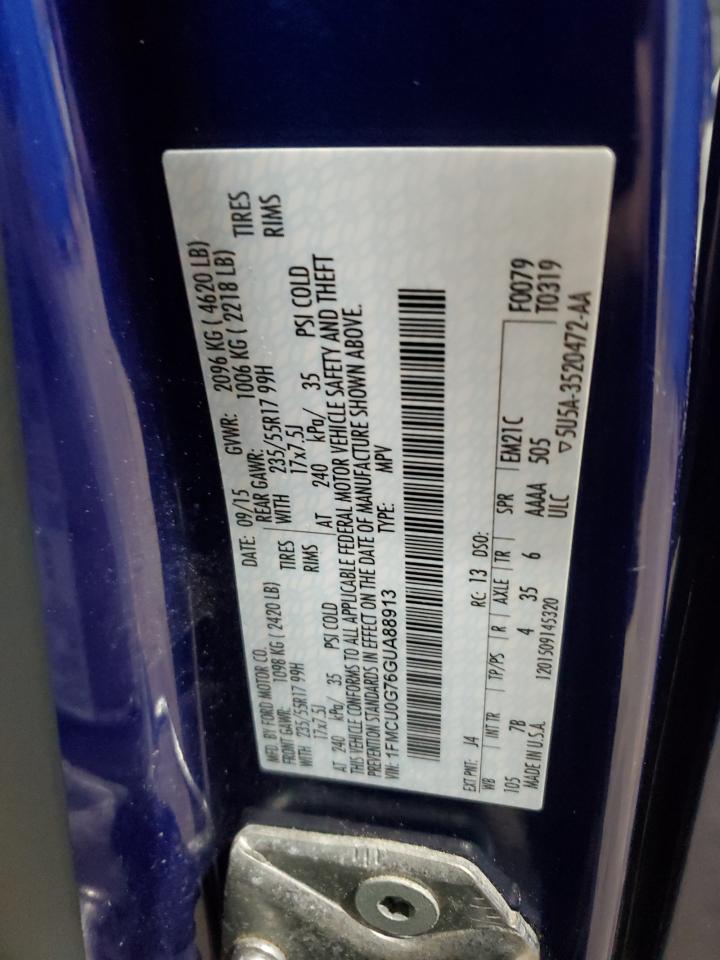 MFD. BY FORD MOTOR CO.
DATE: 09/15 GVWR: 2096 KG ( 4620 LB)
FRONT GAWR: 1098 KG ( 2420 LB) REAR GAWR: 1006 KG ( 2218 LB)
WITH 235/55R17 99H TIRES WITH 235/55R17 99H TIRES
17x7.5J RIMS 17x7.5J RIMS
AT 240 kPa/ 35 PSI COLD AT 240 kPa/ 35 PSI COLD
THIS VEHICLE CONFORMS TO ALL APPLICABLE FEDERAL MOTOR VEHICLE SAFETY AND THEFT
PREVENTION STANDARDS IN EFFECT ON THE DATE OF MANUFACTURE SHOWN ABOVE.
VIN: 1FMCU0G76GUA88913 TYPE: MPV
EXT PNT: J4 RC: 13 DSO: F0079
WB INT TR TP/PS R AXLE TR SPR EM21C T0319
105 7B 4 35 6 AAAA 505
MADE IN U.S.A. 1201509145320 ULC ▽5U5A-3520472-AA